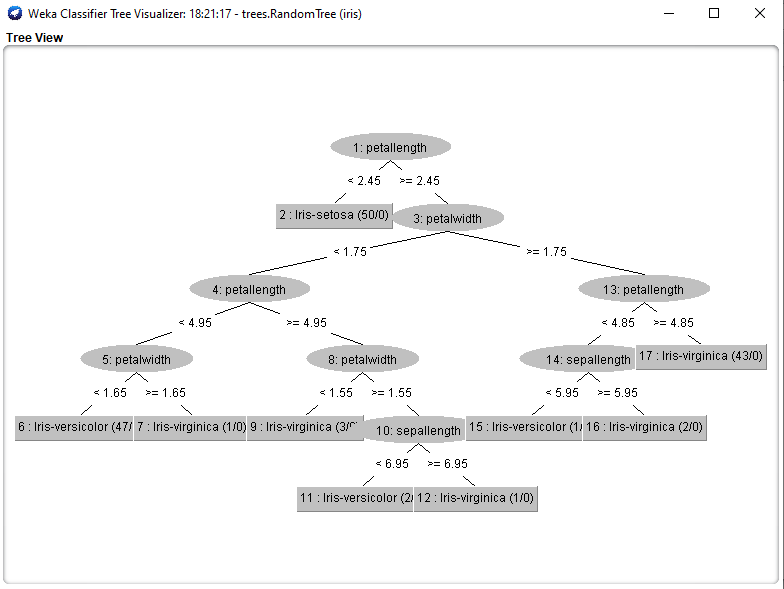 Weka Classifier Tree Visualizer: 18:21:17 - trees.RandomTree (iris)
Tree View
1: petallength
< 2.45 >= 2.45
2 : Iris-setosa (50/0) 3: petalwidth
< 1.75 >= 1.75
4: petallength 13: petallength
< 4.95 >= 4.95 < 4.85 >= 4.85
5: petalwidth 8: petalwidth 14: sepallength 17 : Iris-virginica (43/0)
< 1.65 >= 1.65 < 1.55 >= 1.55 < 5.95 >= 5.95
6 : Iris-versicolor (47/ 7 : Iris-virginica (1/0) 9 : Iris-virginica (3/0 10: sepallength 15 : Iris-versicolor (1/ 16 : Iris-virginica (2/0)
< 6.95 >= 6.95
11 : Iris-versicolor (2/ 12 : Iris-virginica (1/0)